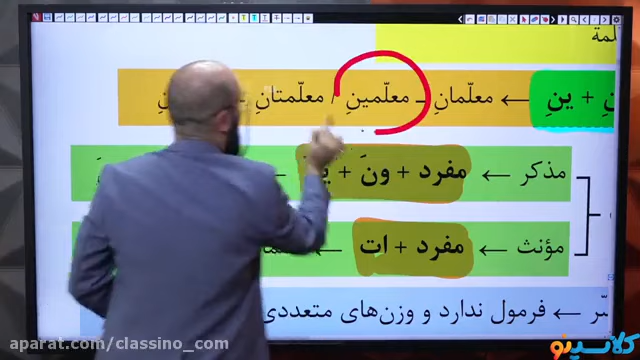 لمة
نِ + ینِ ← معلّمانِ ـ معلّمینِ / معلّمتانِ
مذکر ← مفرد + ونَ +
مؤنث ← مفرد + ات ←
سّر ← فرمول ندارد و وزن‌های متعددی
کلاسینو
aparat.com/classino_com